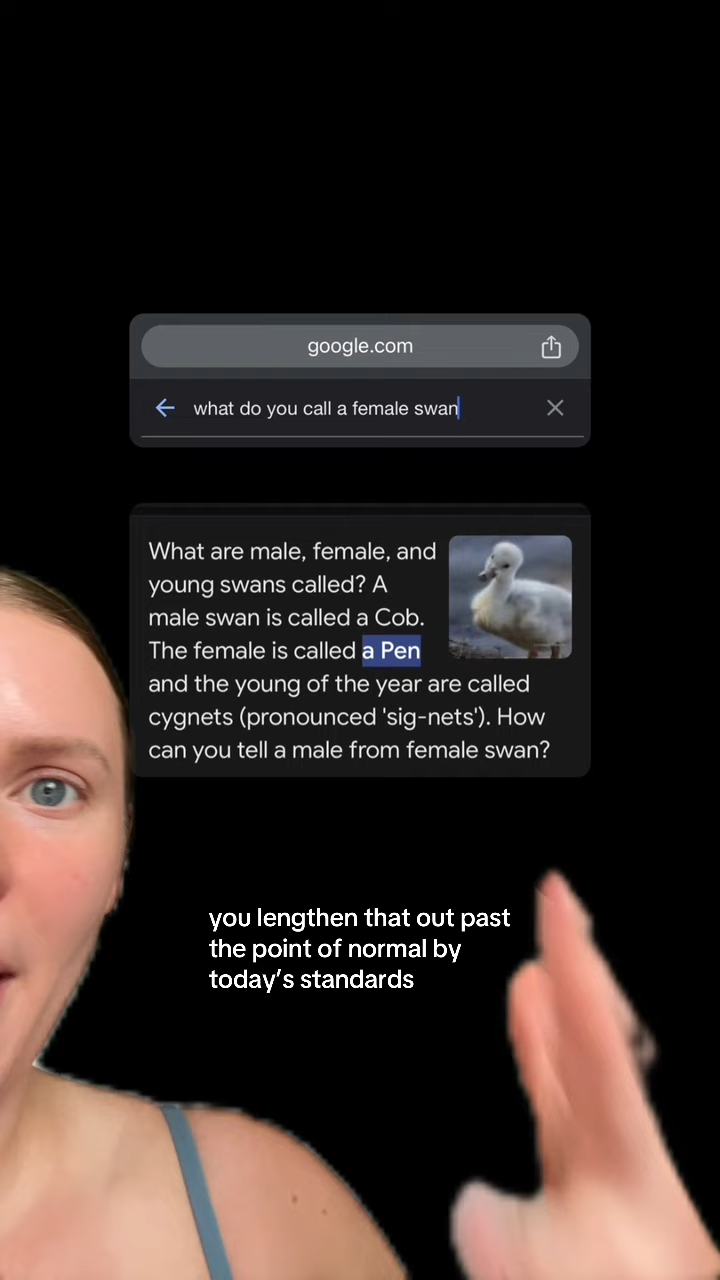 google.com
what do you call a female swan
What are male, female, and
young swans called? A
male swan is called a Cob.
The female is called a Pen
and the young of the year are called
cygnets (pronounced 'sig-nets'). How
can you tell a male from female swan?
you lengthen that out past
the point of normal by
today's standards